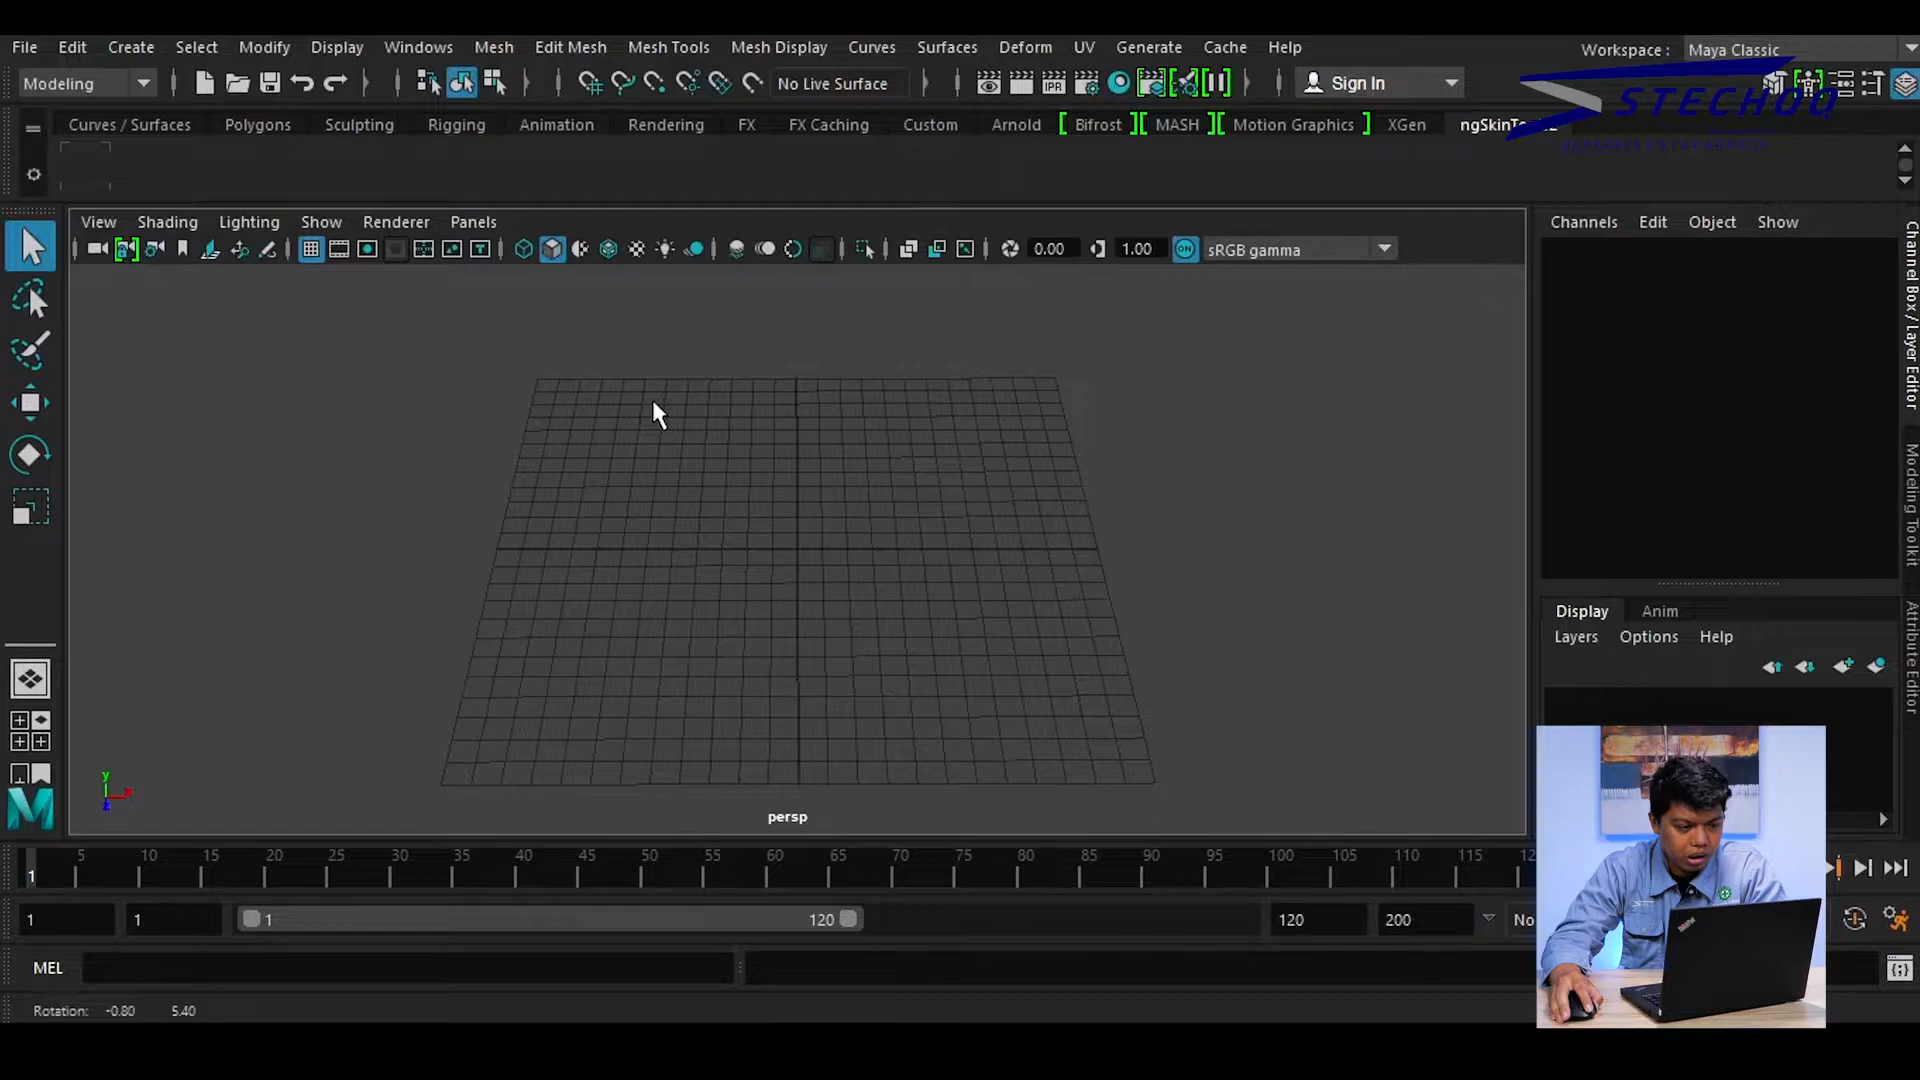 File Edit Create Select Modify Display Windows Mesh Edit Mesh Mesh Tools Mesh Display Curves Surfaces Deform UV Generate Cache Help
Workspace : Maya Classic
Modeling
No Live Surface
IPR
Sign In
STECHOQ
Curves / Surfaces Polygons Sculpting Rigging Animation Rendering FX FX Caching Custom Arnold Bifrost MASH Motion Graphics XGen
View Shading Lighting Show Renderer Panels
0.00 1.00 ON sRGB gamma
Channels Edit Object Show
Channel Box / Layer Editor
Modeling Toolkit
Attribute Editor
Display Anim
Layers Options Help
y
x
z
persp
5 10 15 20 25 30 35 40 45 50 55 60 65 70 75 80 85 90 95 100 105 110 115
1
1 1 1 120 120 200 No
MEL
Rotation: -0.80 5.40
ThinkPad